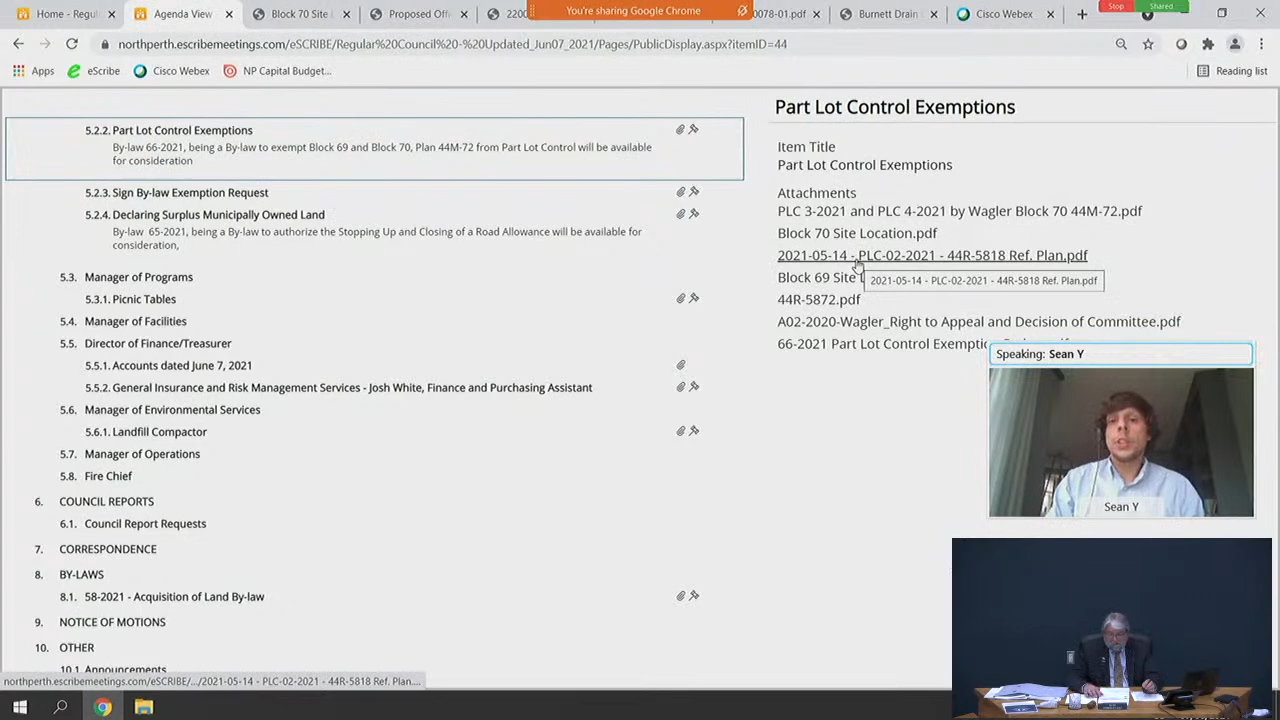 Home - Regul
Agenda View
Block 70 Site
Proposed Off
You're sharing Google Chrome
078-01.pdf
Burnett Drain
Cisco Webex
Stop
Shared
northperth.escribemeetings.com/eSCRIBE/Regular%20Council%20-%20Updated_Jun07_2021/Pages/PublicDisplay.aspx?itemID=44
Apps
eScribe
Cisco Webex
NP Capital Budget...
Reading list
5.2.2. Part Lot Control Exemptions
By-law 66-2021, being a By-law to exempt Block 69 and Block 70, Plan 44M-72 from Part Lot Control will be available
for consideration
5.2.3. Sign By-law Exemption Request
5.2.4. Declaring Surplus Municipally Owned Land
By-law 65-2021, being a By-law to authorize the Stopping Up and Closing of a Road Allowance will be available for
consideration,
5.3. Manager of Programs
5.3.1. Picnic Tables
5.4. Manager of Facilities
5.5. Director of Finance/Treasurer
5.5.1. Accounts dated June 7, 2021
5.5.2. General Insurance and Risk Management Services - Josh White, Finance and Purchasing Assistant
5.6. Manager of Environmental Services
5.6.1. Landfill Compactor
5.7. Manager of Operations
5.8. Fire Chief
6. COUNCIL REPORTS
6.1. Council Report Requests
7. CORRESPONDENCE
8. BY-LAWS
8.1. 58-2021 - Acquisition of Land By-law
9. NOTICE OF MOTIONS
10. OTHER
10.1. Announcements
northperth.escribemeetings.com/eSCRIBE/.../2021-05-14 - PLC-02-2021 - 44R-5818 Ref. Plan....
Part Lot Control Exemptions
Item Title
Part Lot Control Exemptions
Attachments
PLC 3-2021 and PLC 4-2021 by Wagler Block 70 44M-72.pdf
Block 70 Site Location.pdf
2021-05-14 - PLC-02-2021 - 44R-5818 Ref. Plan.pdf
2021-05-14 - PLC-02-2021 - 44R-5818 Ref. Plan.pdf
Block 69 Site
44R-5872.pdf
A02-2020-Wagler_Right to Appeal and Decision of Committee.pdf
66-2021 Part Lot Control
Speaking: Sean Y
Sean Y